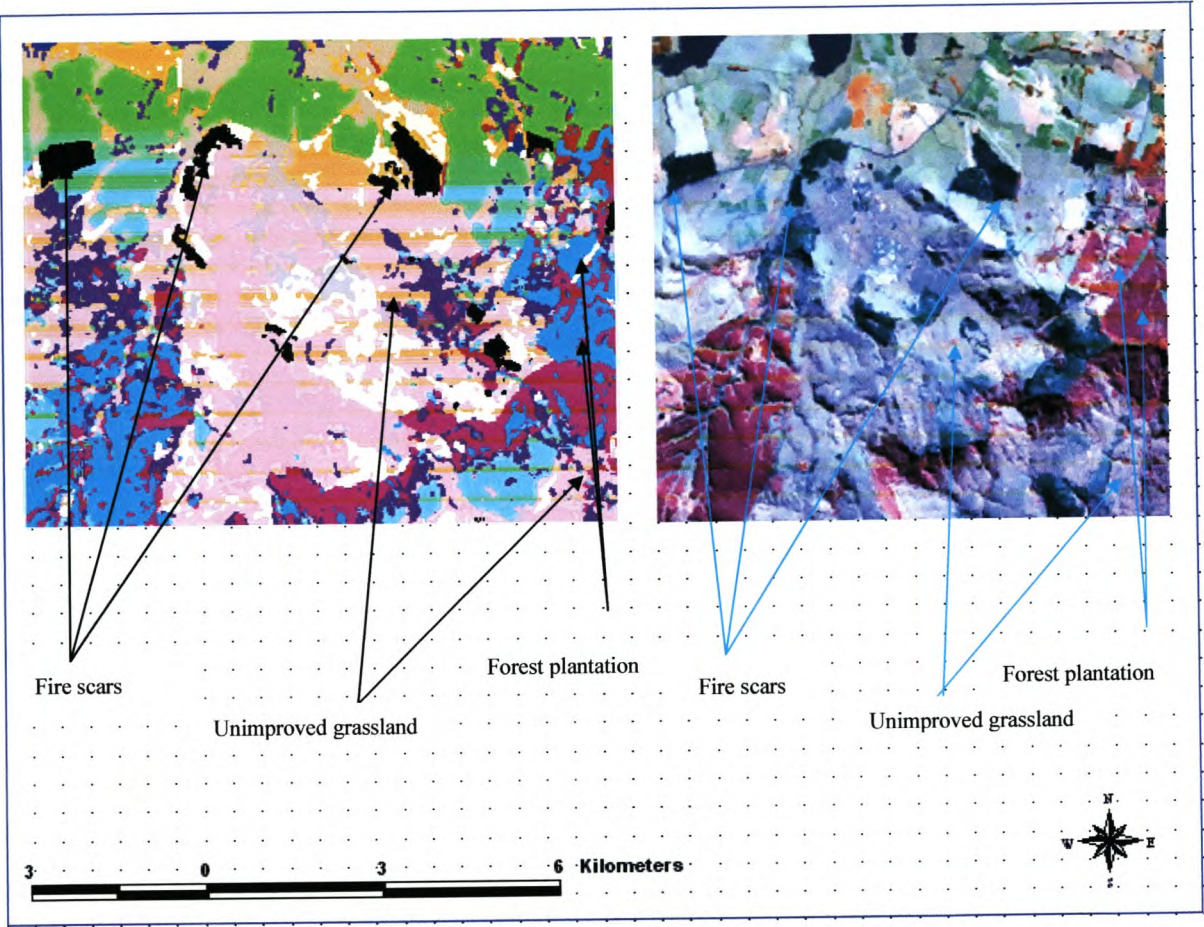 Fire scars
Unimproved grassland
Forest plantation
Fire scars
Unimproved grassland
Forest plantation
3 0 3 6 Kilometers
N
W E
S